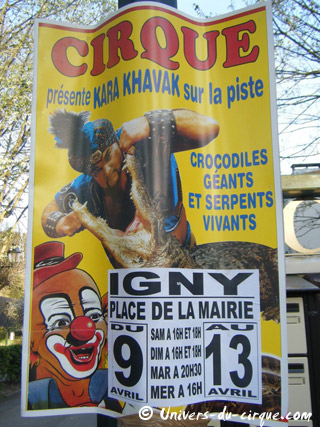 CIRQUE
présente KARA KHAVAK sur la piste
CROCODILES
GÉANTS
ET SERPENTS
VIVANTS
IGNY
PLACE DE LA MAIRIE
DU
9
AVRIL
SAM A 16H ET 18H
DIM A 16H ET 18H
MAR A 20H30
MER A 16H
AU
13
AVRIL
© Univers-du-cirque.com